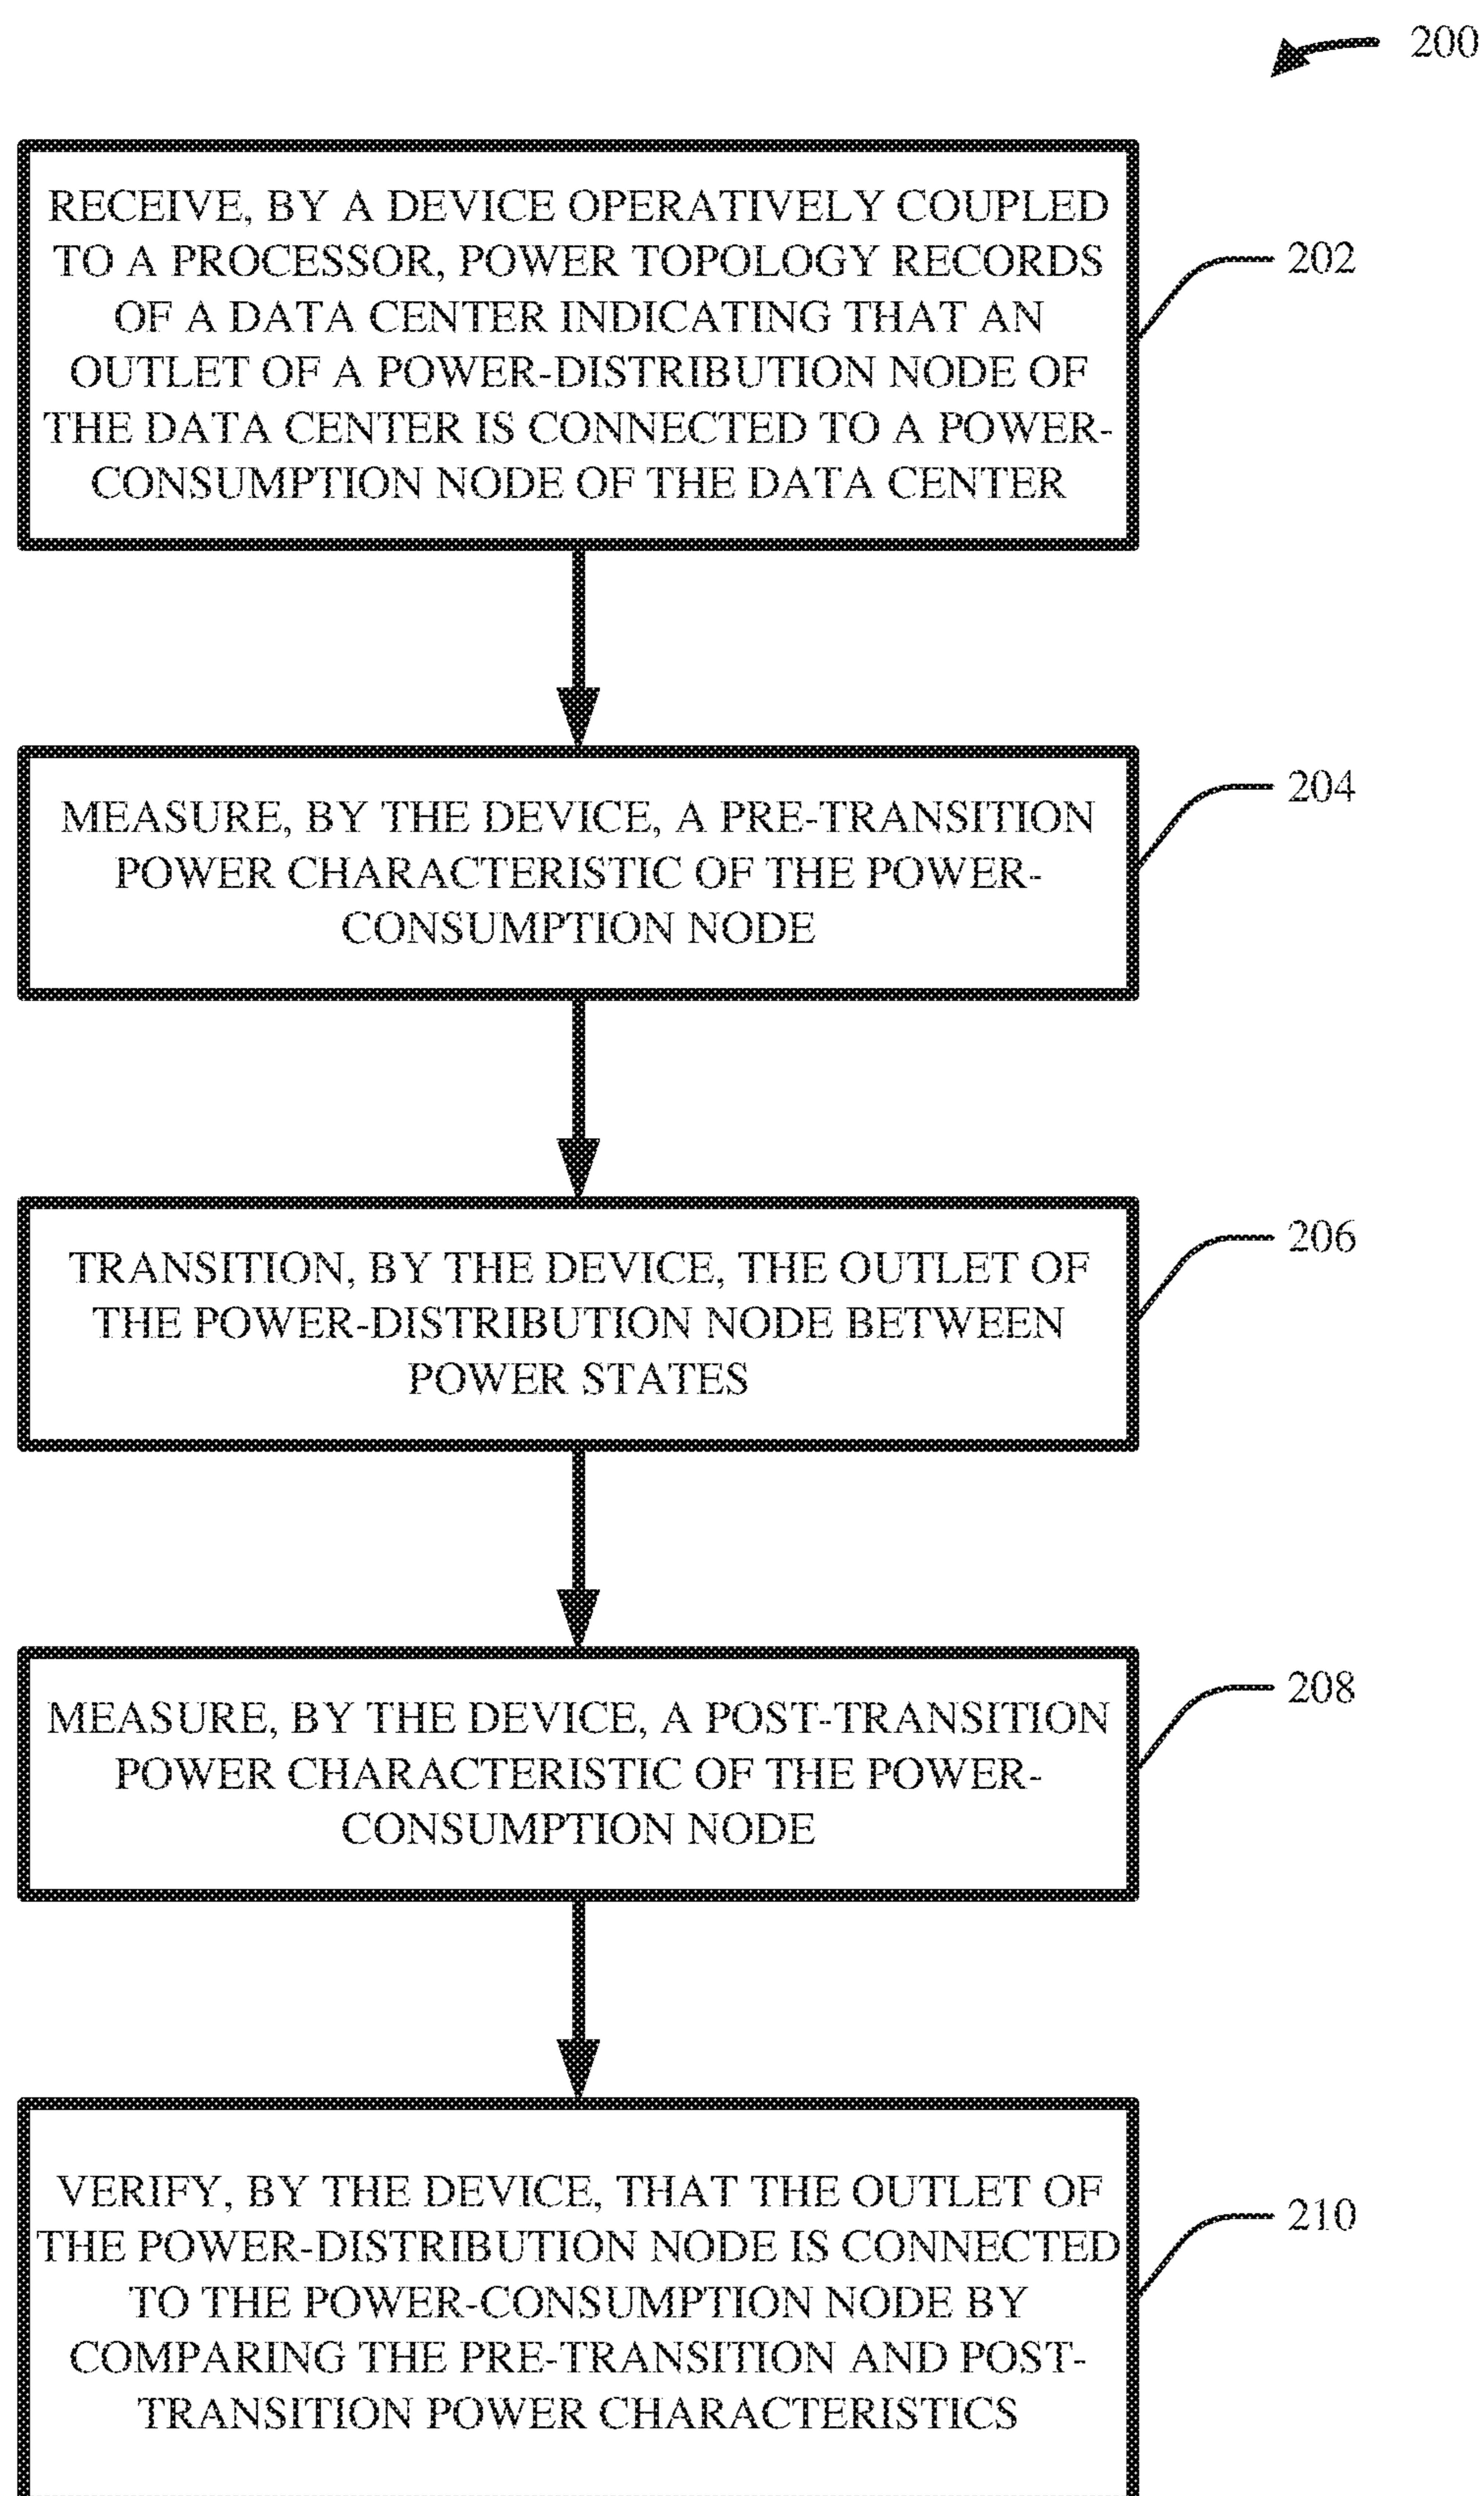 200
RECEIVE, BY A DEVICE OPERATIVELY COUPLED
TO A PROCESSOR, POWER TOPOLOGY RECORDS
OF A DATA CENTER INDICATING THAT AN
OUTLET OF A POWER-DISTRIBUTION NODE OF
THE DATA CENTER IS CONNECTED TO A POWER-
CONSUMPTION NODE OF THE DATA CENTER
202
MEASURE, BY THE DEVICE, A PRE-TRANSITION
POWER CHARACTERISTIC OF THE POWER-
CONSUMPTION NODE
204
TRANSITION, BY THE DEVICE, THE OUTLET OF
THE POWER-DISTRIBUTION NODE BETWEEN
POWER STATES
206
MEASURE, BY THE DEVICE, A POST-TRANSITION
POWER CHARACTERISTIC OF THE POWER-
CONSUMPTION NODE
208
VERIFY, BY THE DEVICE, THAT THE OUTLET OF
THE POWER-DISTRIBUTION NODE IS CONNECTED
TO THE POWER-CONSUMPTION NODE BY
COMPARING THE PRE-TRANSITION AND POST-
TRANSITION POWER CHARACTERISTICS
210